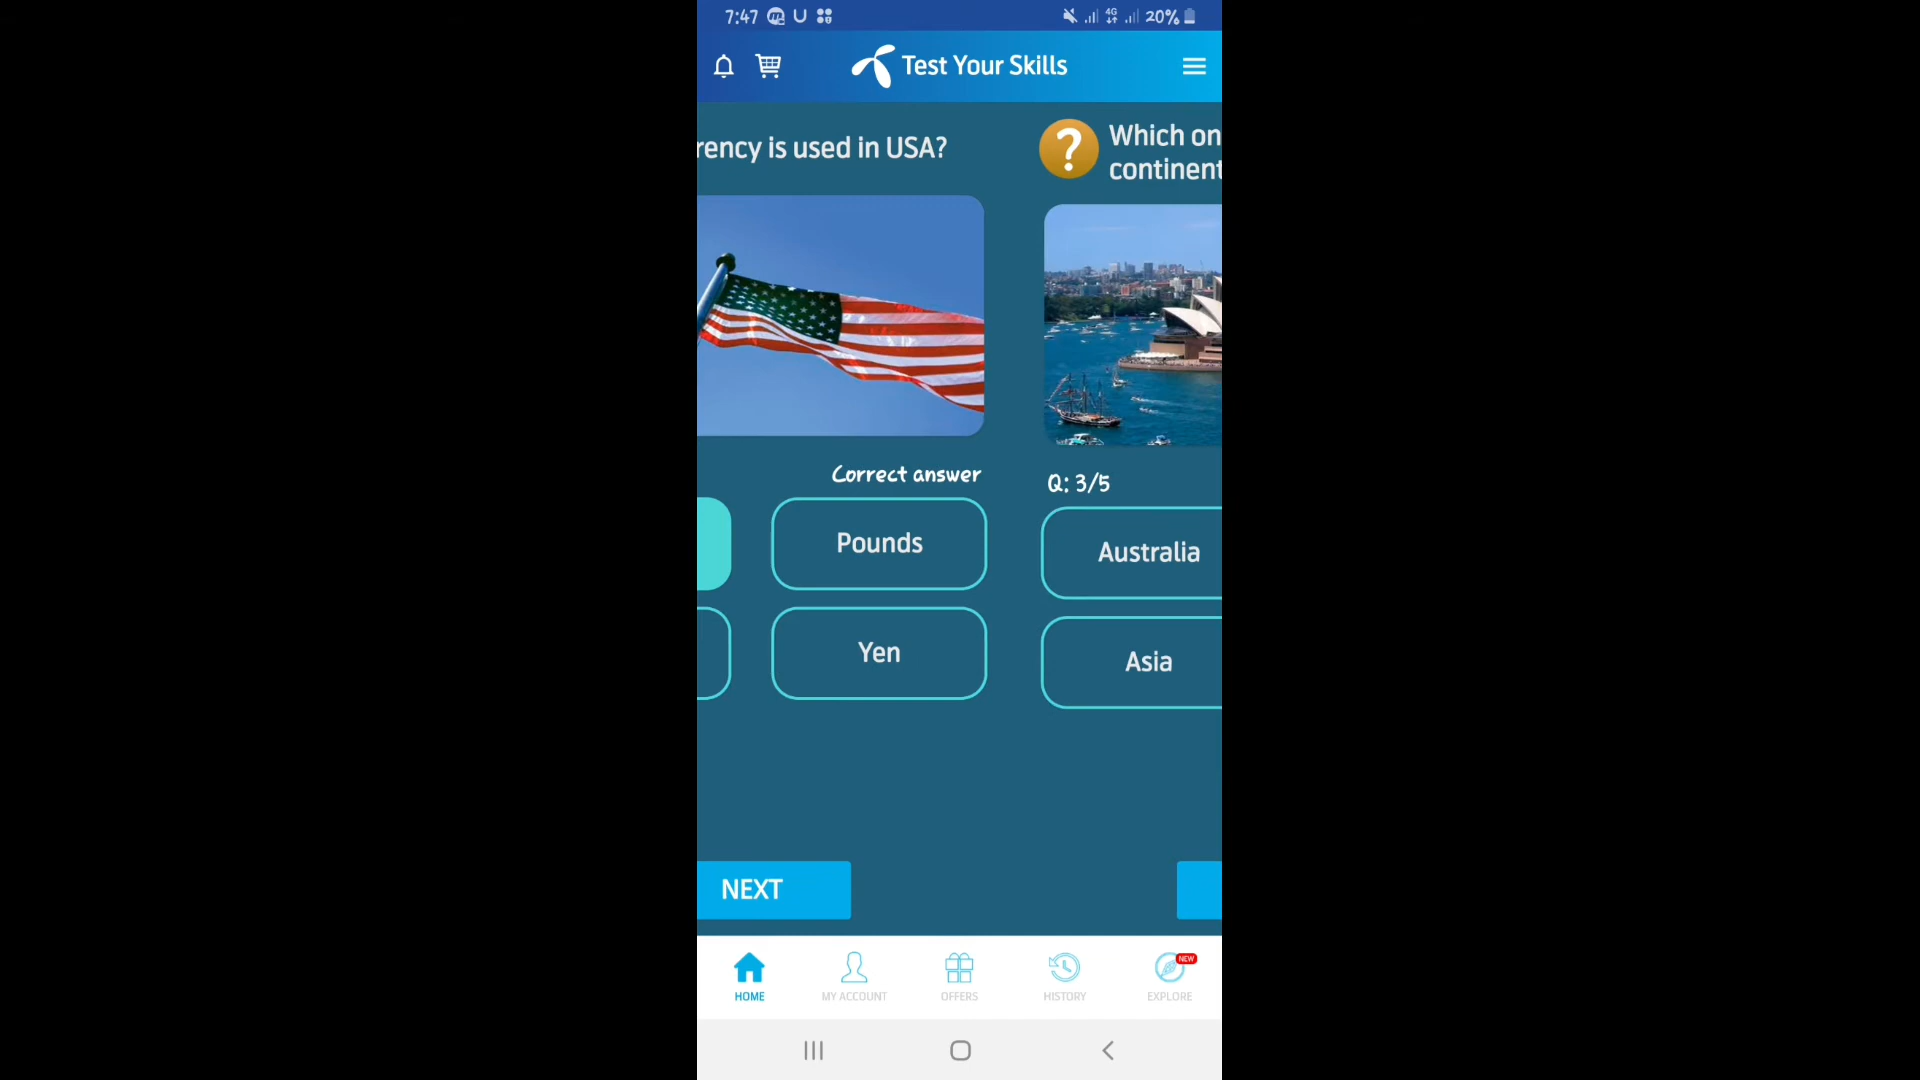 7:47
4G
20%
Test Your Skills
rency is used in USA?
Which on
continent
Correct answer
Q: 3/5
Pounds
Australia
Yen
Asia
NEXT
HOME
MY ACCOUNT
OFFERS
HISTORY
NEW
EXPLORE